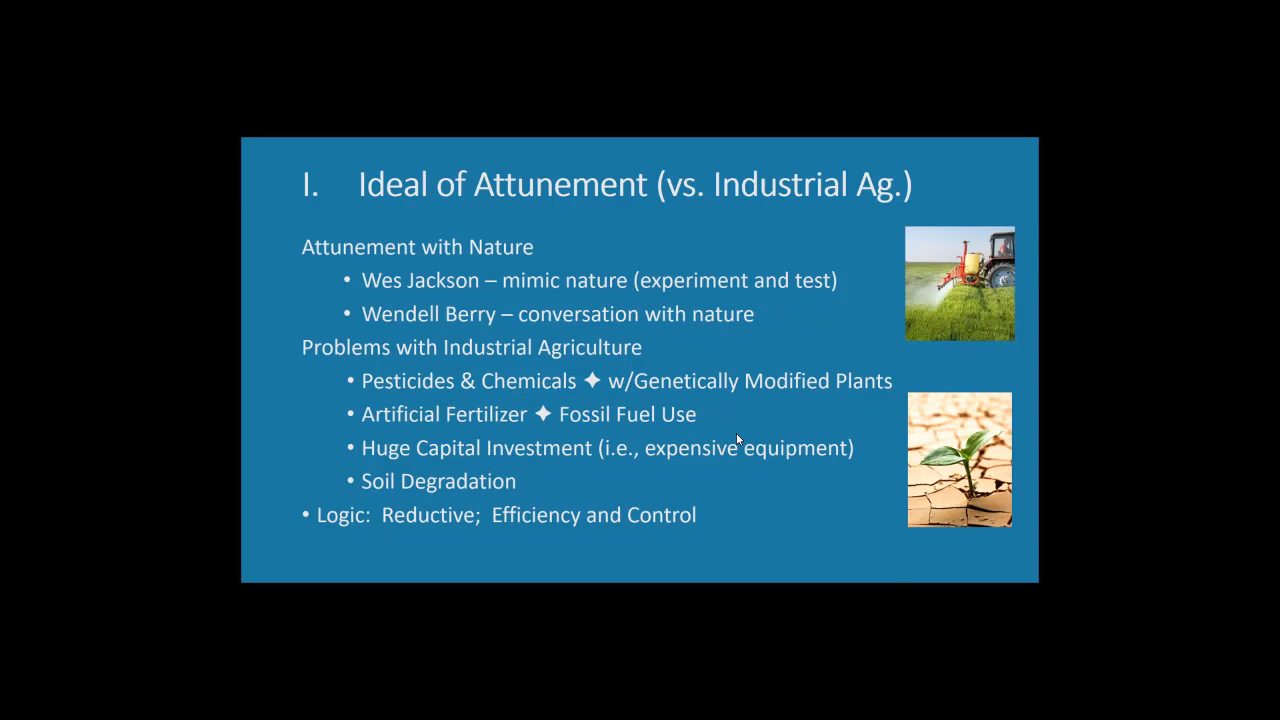 I. Ideal of Attunement (vs. Industrial Ag.)
Attunement with Nature
• Wes Jackson – mimic nature (experiment and test)
• Wendell Berry – conversation with nature
Problems with Industrial Agriculture
• Pesticides & Chemicals ✦ w/Genetically Modified Plants
• Artificial Fertilizer ✦ Fossil Fuel Use
• Huge Capital Investment (i.e., expensive equipment)
• Soil Degradation
• Logic: Reductive; Efficiency and Control